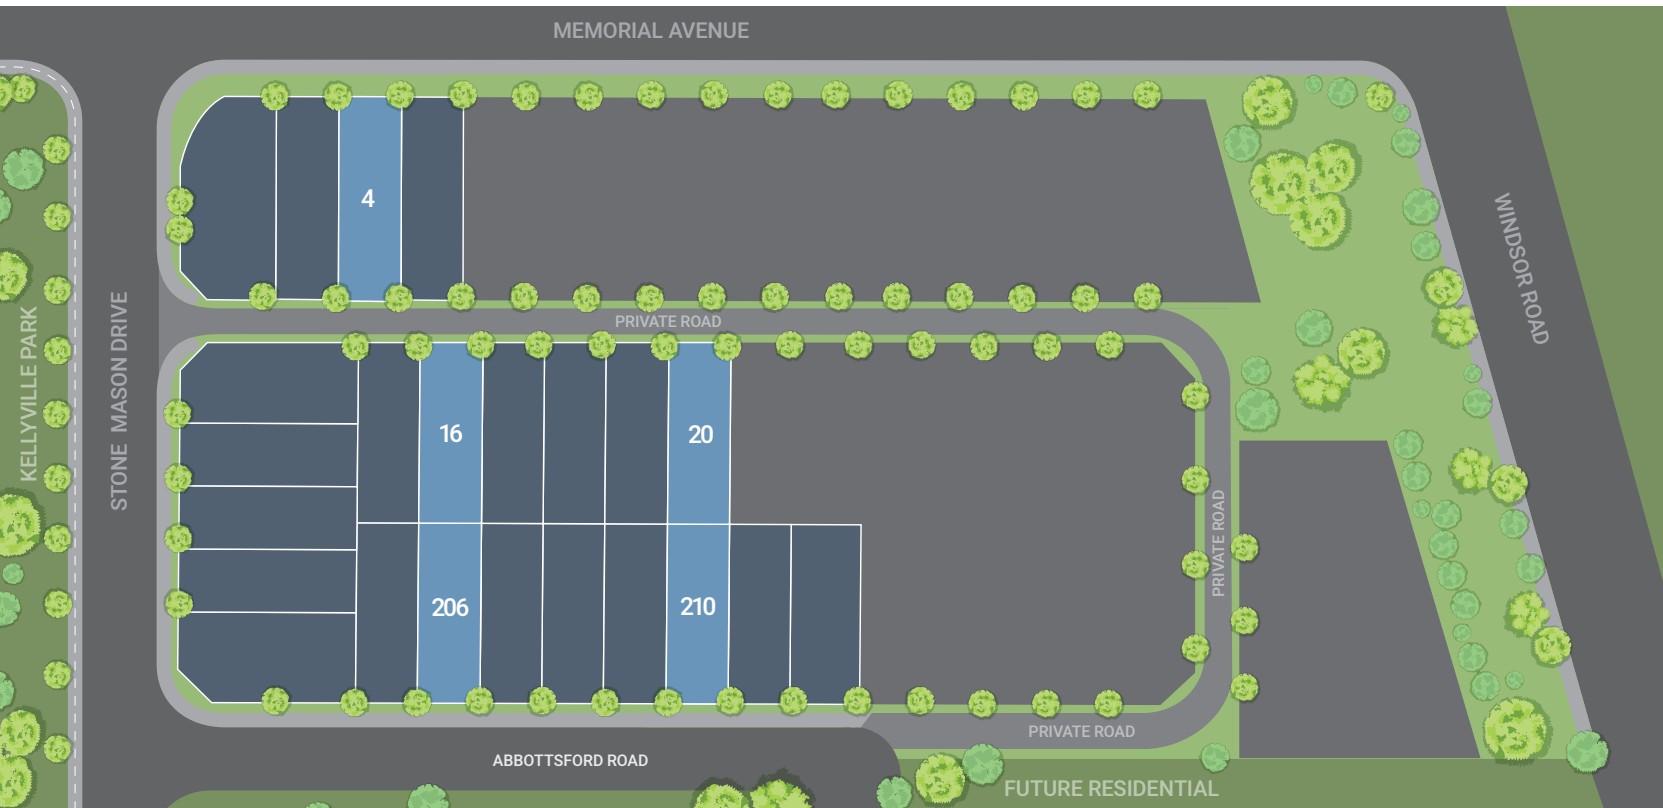 MEMORIAL AVENUE
4
WINDSOR ROAD
PRIVATE ROAD
KELLYVILLE PARK
STONE MASON DRIVE
16
20
PRIVATE ROAD
206
210
PRIVATE ROAD
ABBOTTSFORD ROAD
FUTURE RESIDENTIAL